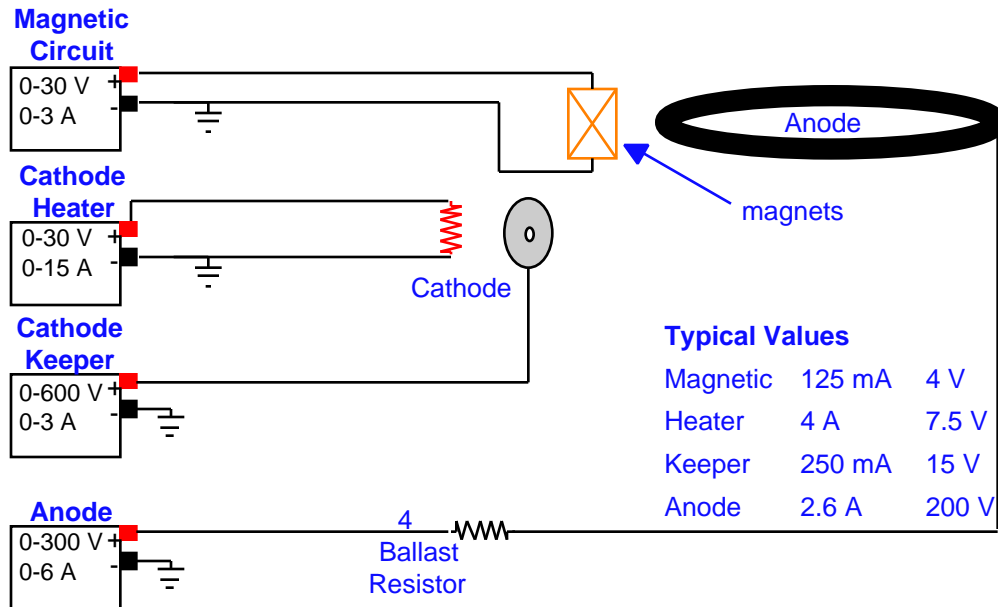 Magnetic
Circuit
0-30 V +
0-3 A -
Anode
magnets
Cathode
Heater
0-30 V +
0-15 A -
Cathode
Cathode
Keeper
0-600 V +
0-3 A -
Typical Values
Magnetic 125 mA 4 V
Heater 4 A 7.5 V
Keeper 250 mA 15 V
Anode 2.6 A 200 V
Anode
0-300 V +
0-6 A -
4
Ballast
Resistor